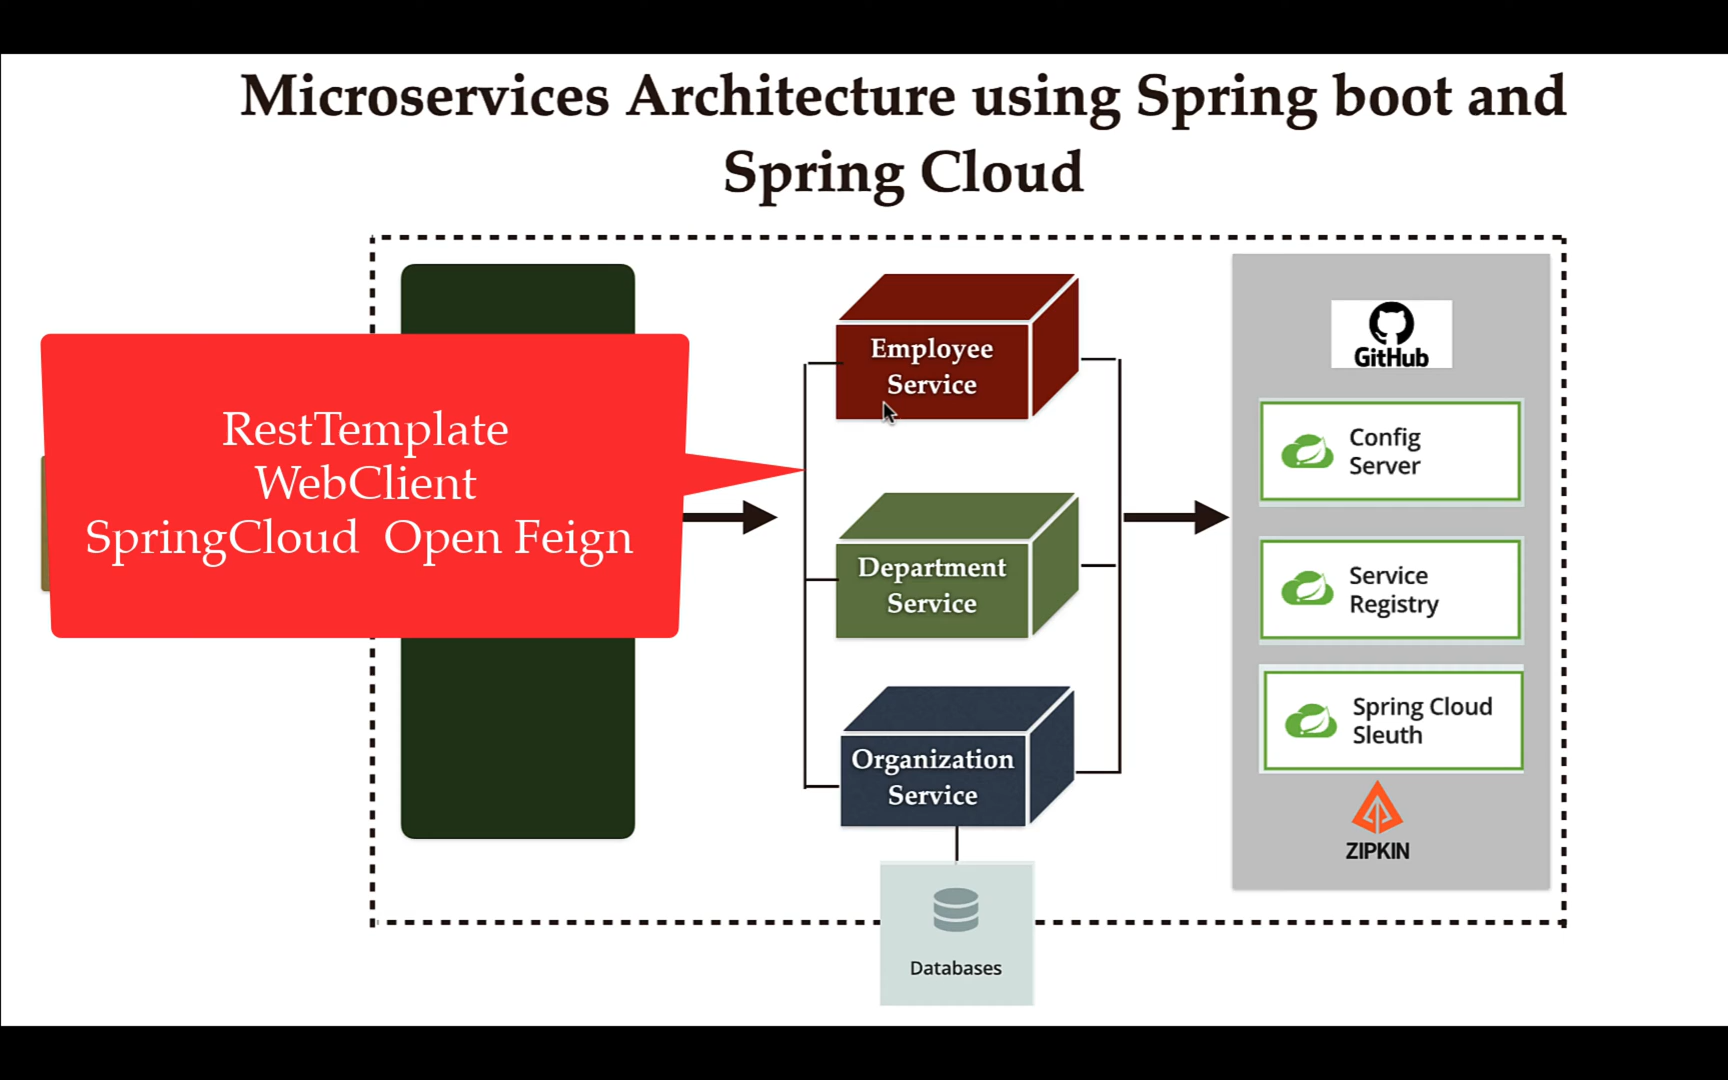 Microservices Architecture using Spring boot and
Spring Cloud
RestTemplate
WebClient
SpringCloud  Open Feign
Employee
Service
Department
Service
Organization
Service
Databases
GitHub
Config
Server
Service
Registry
Spring Cloud
Sleuth
ZIPKIN